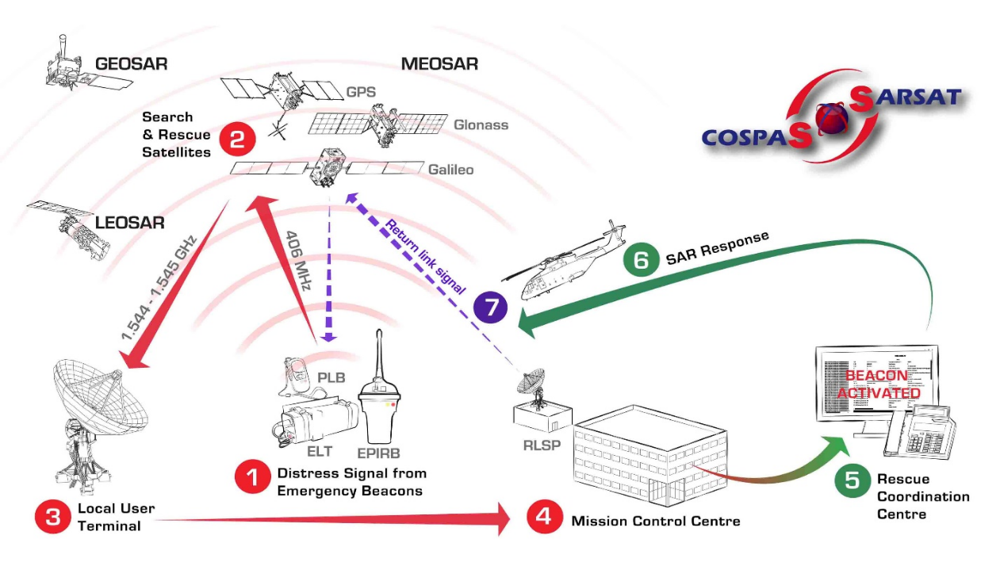 GEOSAR
MEOSAR
GPS
Search
& Rescue
Satellites
2
Glonass
Galileo
COSPAS SARSAT
LEOSAR
1.544 - 1.545 GHz
406 MHz
Return link signal
7
6
SAR Response
PLB
ELT
EPIRB
1
Distress Signal from
Emergency Beacons
RLSP
BEACON
ACTIVATED
3
Local User
Terminal
4
Mission Control Centre
5
Rescue
Coordination
Centre